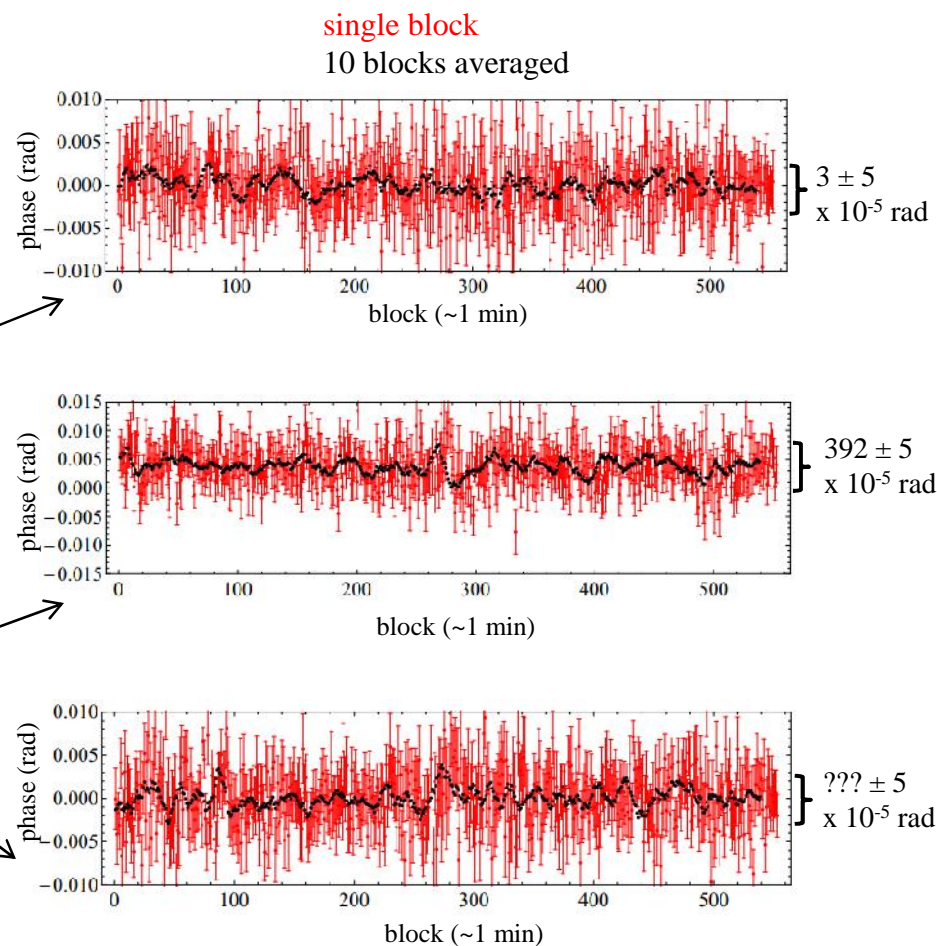 single block
10 blocks averaged
phase (rad)
0.010
0.005
0.000
−0.005
−0.010
0 100 200 300 400 500
block (~1 min)
3 ± 5
x 10⁻⁵ rad
phase (rad)
0.015
0.010
0.005
0.000
−0.005
−0.010
−0.015
0 100 200 300 400 500
block (~1 min)
392 ± 5
x 10⁻⁵ rad
phase (rad)
0.010
0.005
0.000
−0.005
−0.010
0 100 200 300 400 500
block (~1 min)
??? ± 5
x 10⁻⁵ rad